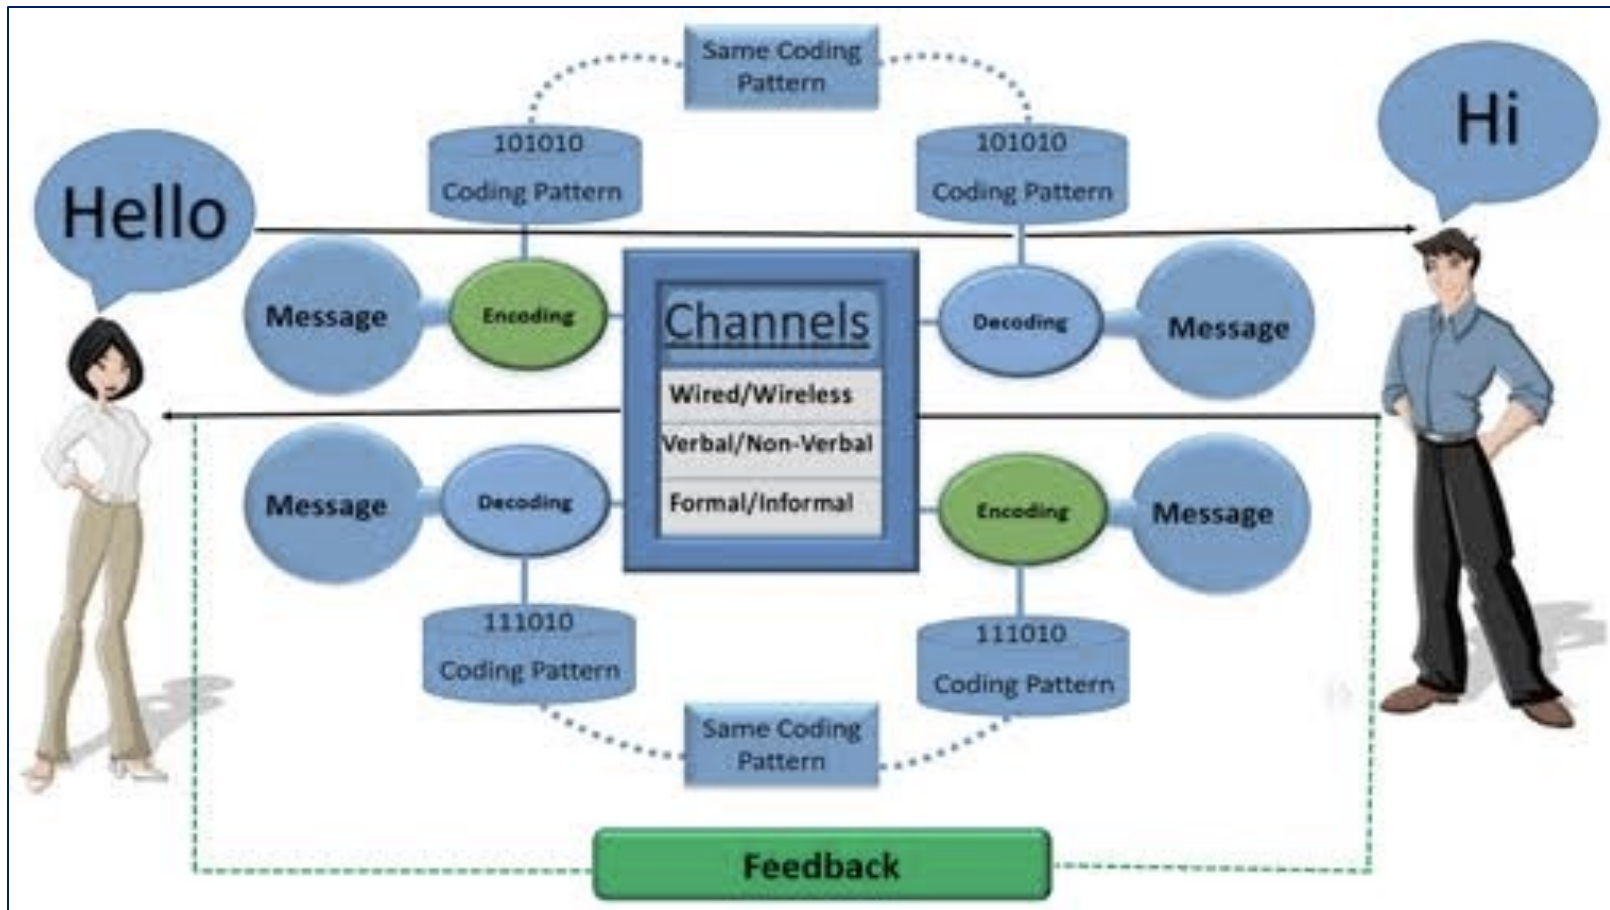 Same Coding
Pattern
Hi
101010
Coding Pattern
101010
Coding Pattern
Hello
Message
Encoding
Channels
Decoding
Message
Wired/Wireless
Verbal/Non-Verbal
Formal/Informal
Message
Decoding
Encoding
Message
111010
Coding Pattern
111010
Coding Pattern
Same Coding
Pattern
Feedback